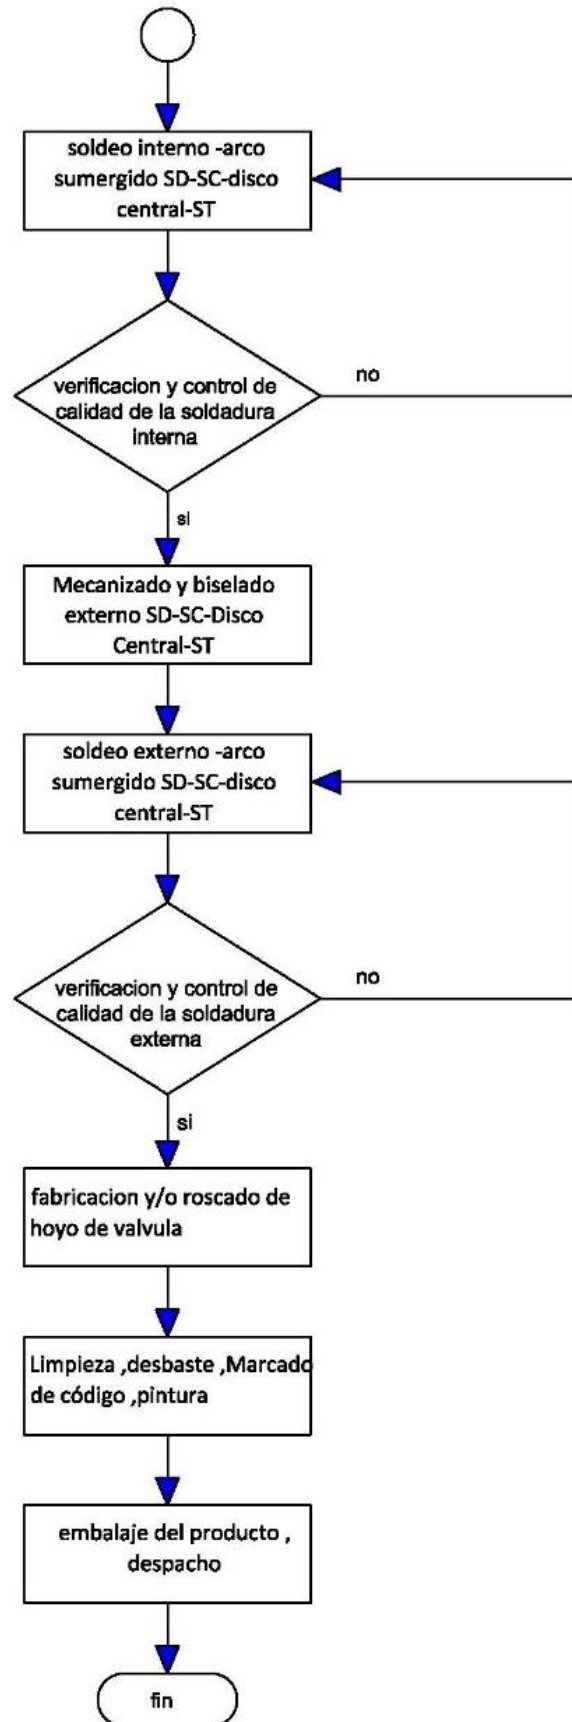 soldeo interno -arco
sumergido SD-SC-disco
central-ST
verificacion y control de
calidad de la soldadura
interna
no
si
Mecanizado y biselado
externo SD-SC-Disco
Central-ST
soldeo externo -arco
sumergido SD-SC-disco
central-ST
verificacion y control de
calidad de la soldadura
externa
no
si
fabricacion y/o roscado de
hoyo de valvula
Limpieza ,desbaste ,Marcado
de código ,pintura
embalaje del producto ,
despacho
fin